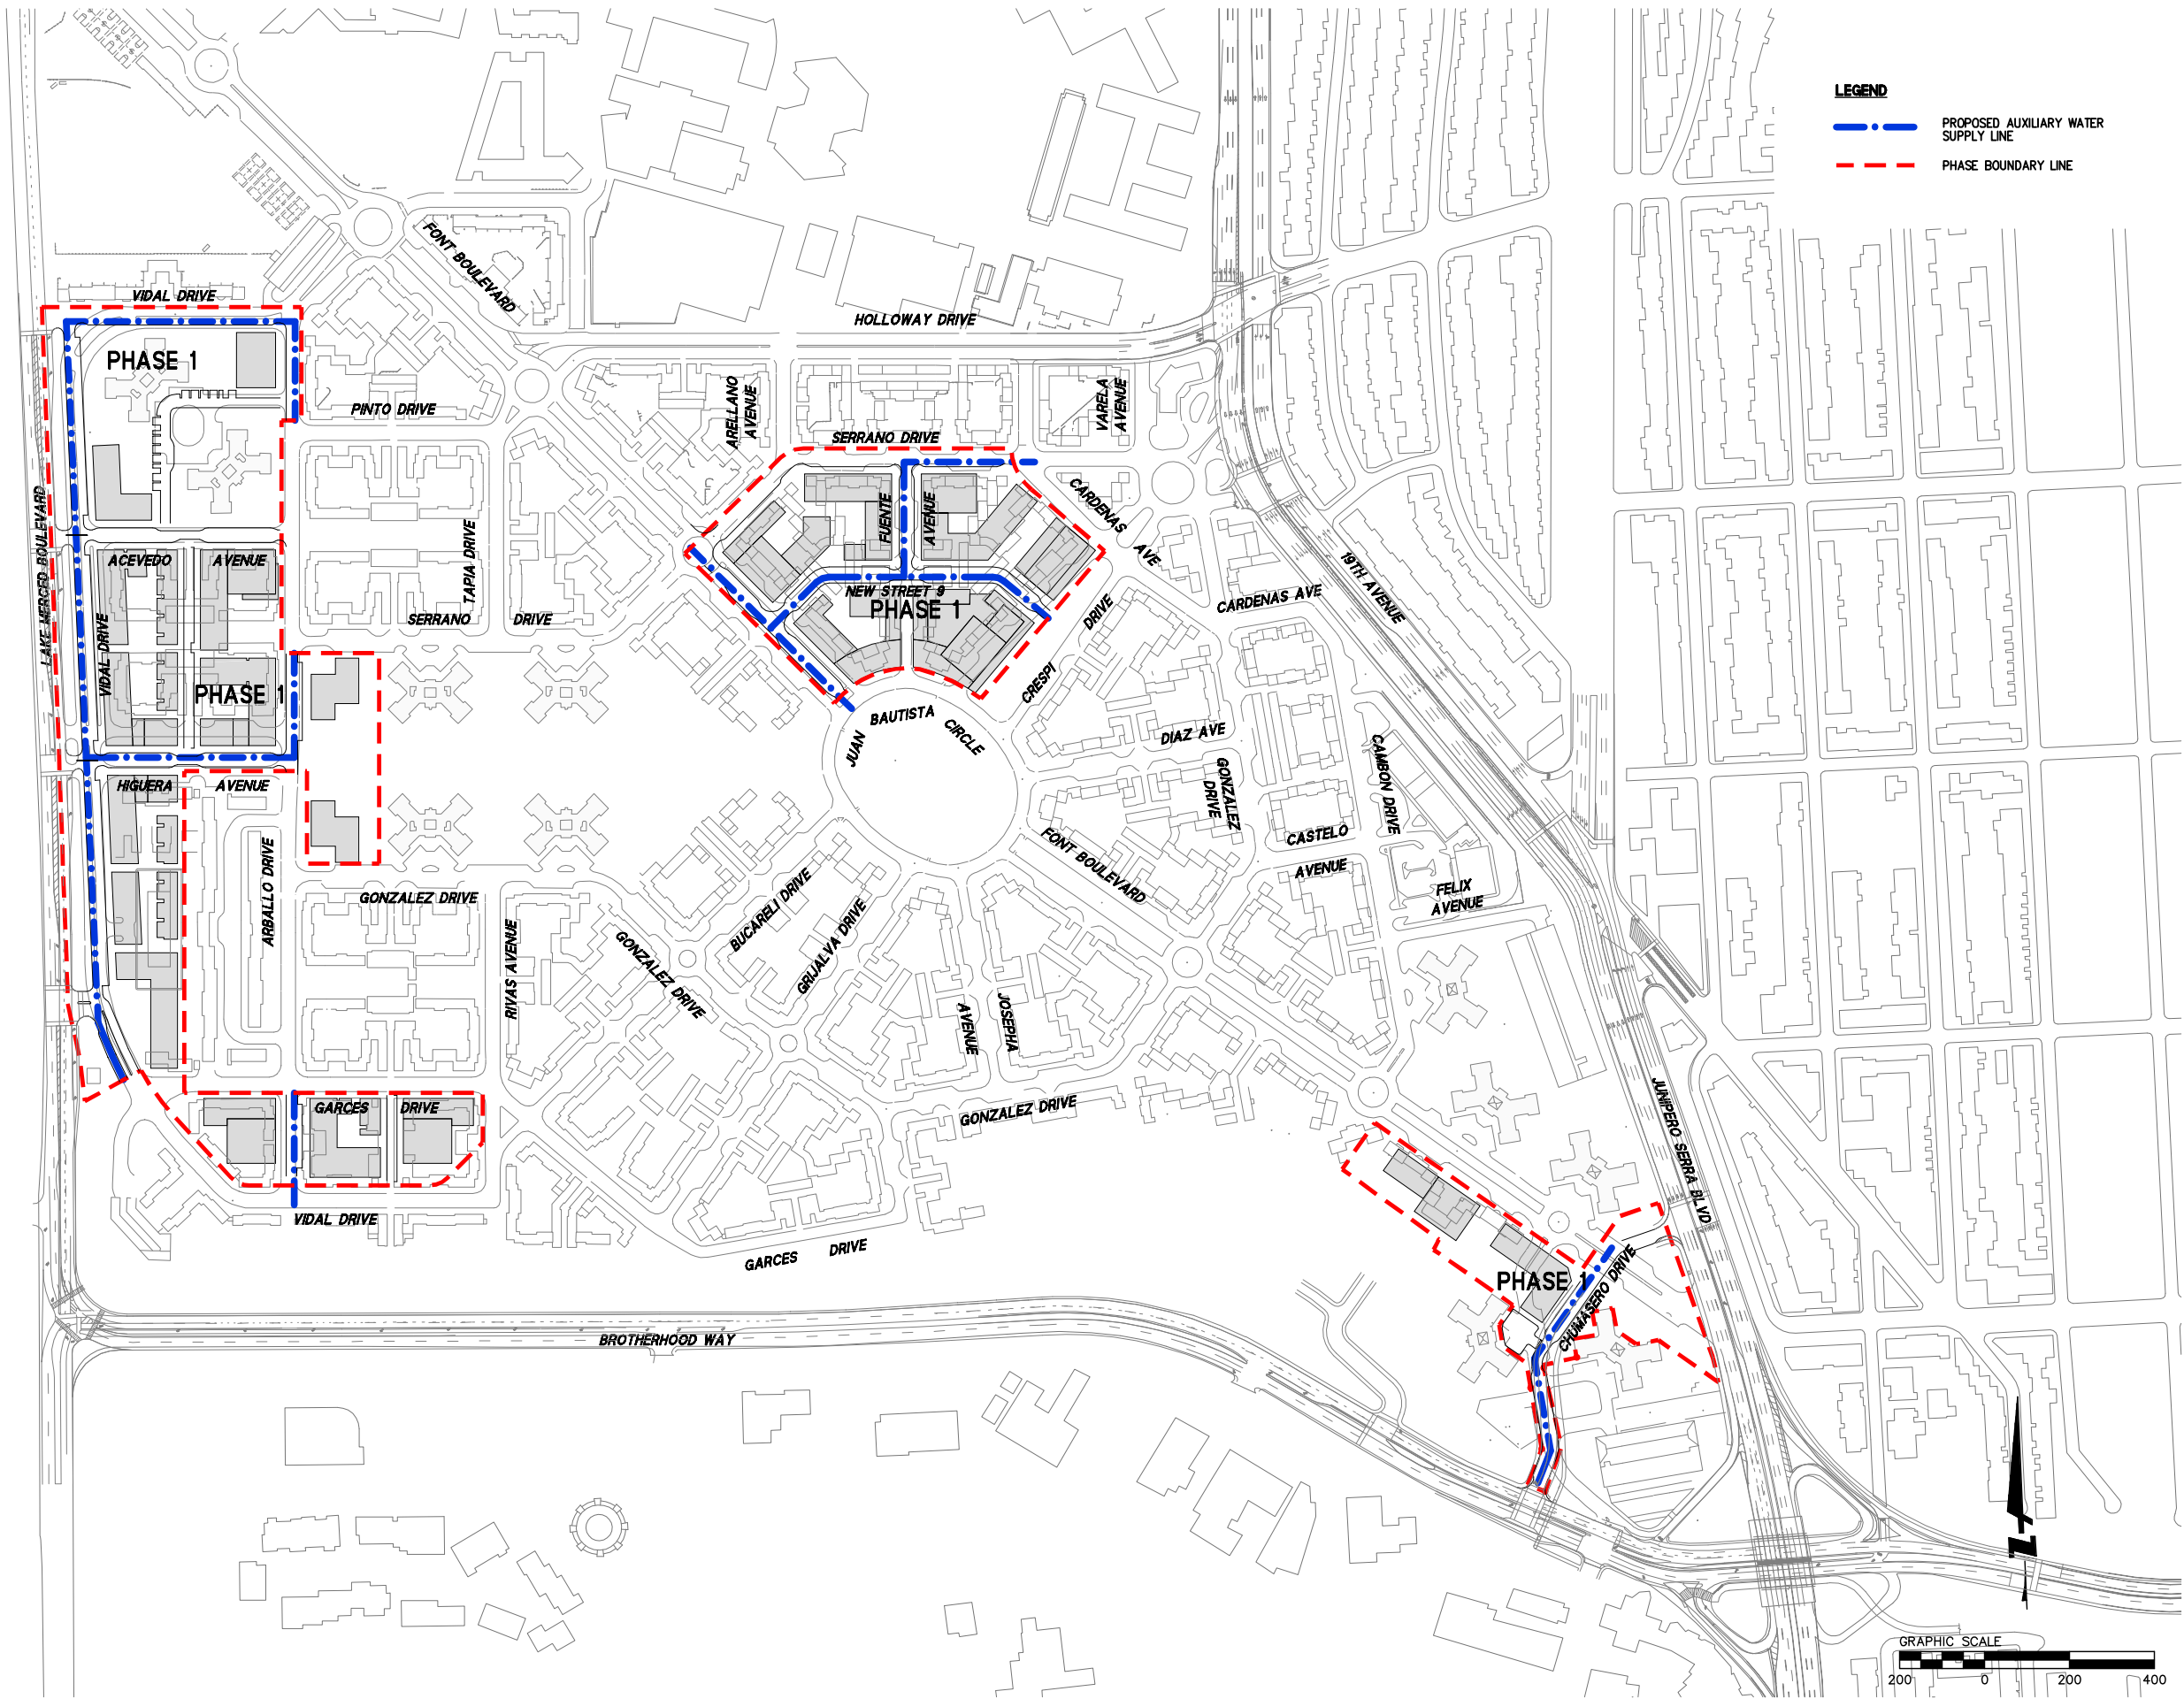 LEGEND
PROPOSED AUXILIARY WATER
SUPPLY LINE
PHASE BOUNDARY LINE
FONT BOULEVARD
VIDAL DRIVE
HOLLOWAY DRIVE
PHASE 1
PINTO DRIVE
ARELLANO
AVENUE
VARELA
AVENUE
SERRANO DRIVE
LAKE MERCED BOULEVARD
TAPIA DRIVE
FUENTE
AVENUE
CARDENAS
AVE
ACEVEDO
AVENUE
19TH AVENUE
NEW STREET 9
PHASE 1
CARDENAS AVE
SERRANO
DRIVE
DRIVE
CRESPI
VIDAL DRIVE
PHASE 1
JUAN
BAUTISTA
CIRCLE
DIAZ AVE
CAMBON DRIVE
GONZALEZ
DRIVE
HIGUERA
AVENUE
CASTELO
AVENUE
FONT BOULEVARD
FELIX
AVENUE
ARBALLO DRIVE
GONZALEZ DRIVE
BUCARELI DRIVE
GRIJALVA DRIVE
RIVAS AVENUE
GONZALEZ DRIVE
AVENUE
JOSEPHA
GARCES
DRIVE
GONZALEZ DRIVE
JUNIPERO SERRA BLVD
VIDAL DRIVE
GARCES
DRIVE
PHASE 1
CHUMASERO DRIVE
BROTHERHOOD WAY
GRAPHIC SCALE
200 0 200 400